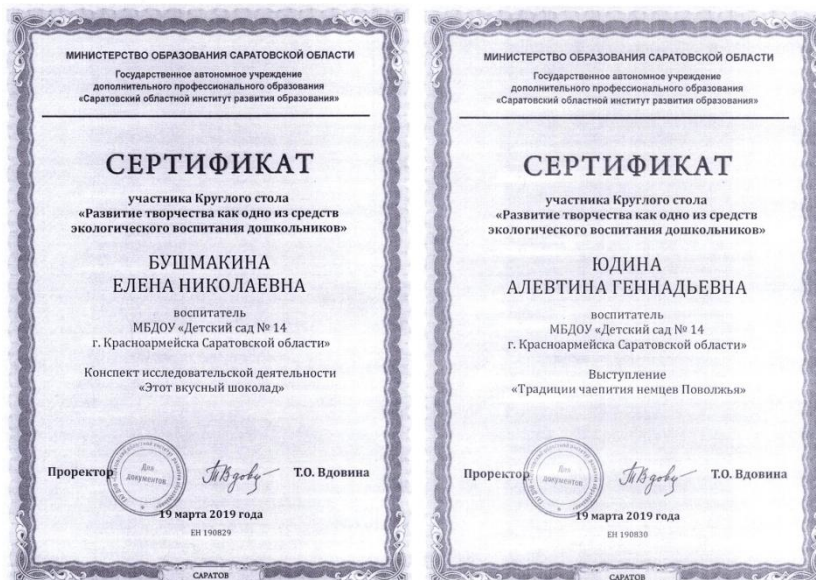 МИНИСТЕРСТВО ОБРАЗОВАНИЯ САРАТОВСКОЙ ОБЛАСТИ
Государственное автономное учреждение
дополнительного профессионального образования
«Саратовский областной институт развития образования»
СЕРТИФИКАТ
участника Круглого стола
«Развитие творчества как одно из средств
экологического воспитания дошкольников»
БУШМАКИНА
ЕЛЕНА НИКОЛАЕВНА
воспитатель
МБДОУ «Детский сад № 14
г. Красноармейска Саратовской области»
Конспект исследовательской деятельности
«Этот вкусный шоколад»
Проректор
Для
документов
Т.О. Вдовина
19 марта 2019 года
ЕН 190829
САРАТОВ
МИНИСТЕРСТВО ОБРАЗОВАНИЯ САРАТОВСКОЙ ОБЛАСТИ
Государственное автономное учреждение
дополнительного профессионального образования
«Саратовский областной институт развития образования»
СЕРТИФИКАТ
участника Круглого стола
«Развитие творчества как одно из средств
экологического воспитания дошкольников»
ЮДИНА
АЛЕВТИНА ГЕННАДЬЕВНА
воспитатель
МБДОУ «Детский сад № 14
г. Красноармейска Саратовской области»
Выступление
«Традиции чаепития немцев Поволжья»
Проректор
Для
документов
Т.О. Вдовина
19 марта 2019 года
ЕН 190830
САРАТОВ